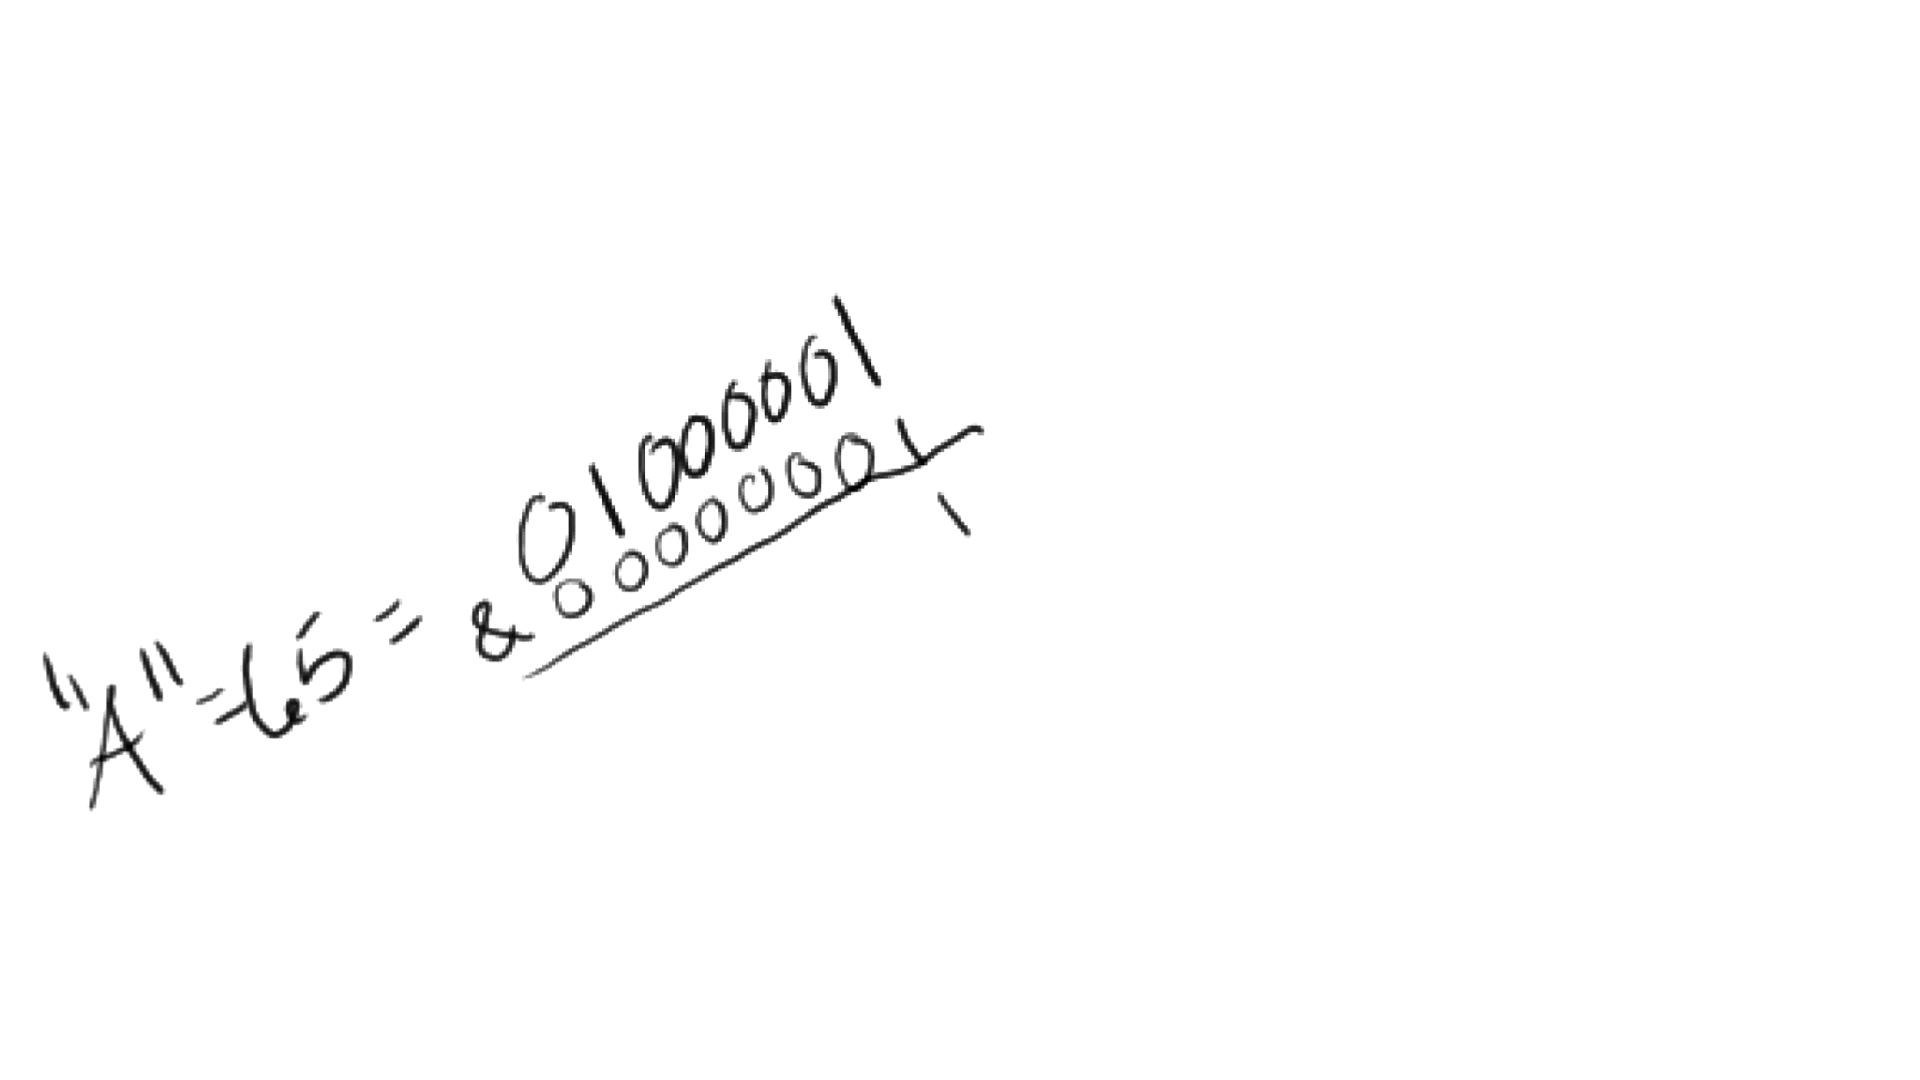 01000001
"A" = 65 = & 00000001
1